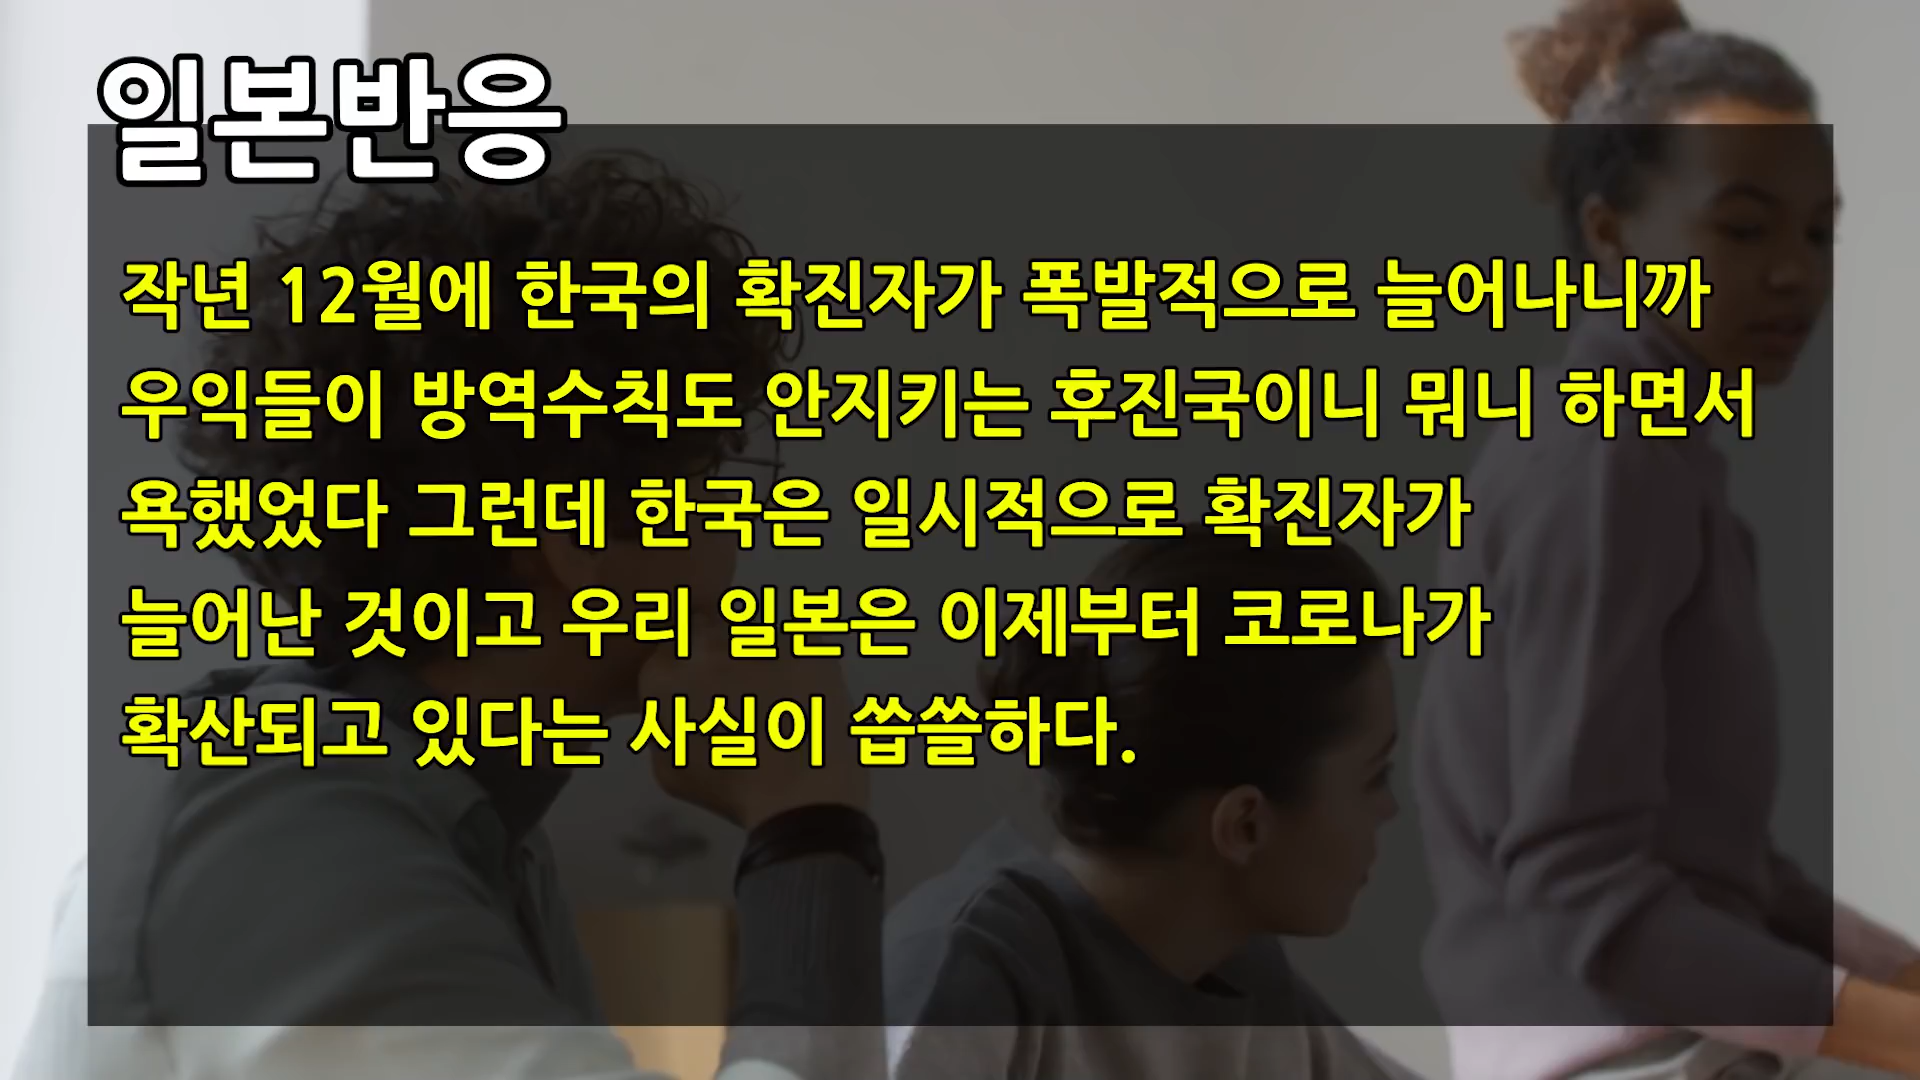 일본반응
작년 12월에 한국의 확진자가 폭발적으로 늘어나니까
우익들이 방역수칙도 안지키는 후진국이니 뭐니 하면서
욕했었다 그런데 한국은 일시적으로 확진자가
늘어난 것이고 우리 일본은 이제부터 코로나가
확산되고 있다는 사실이 씁쓸하다.